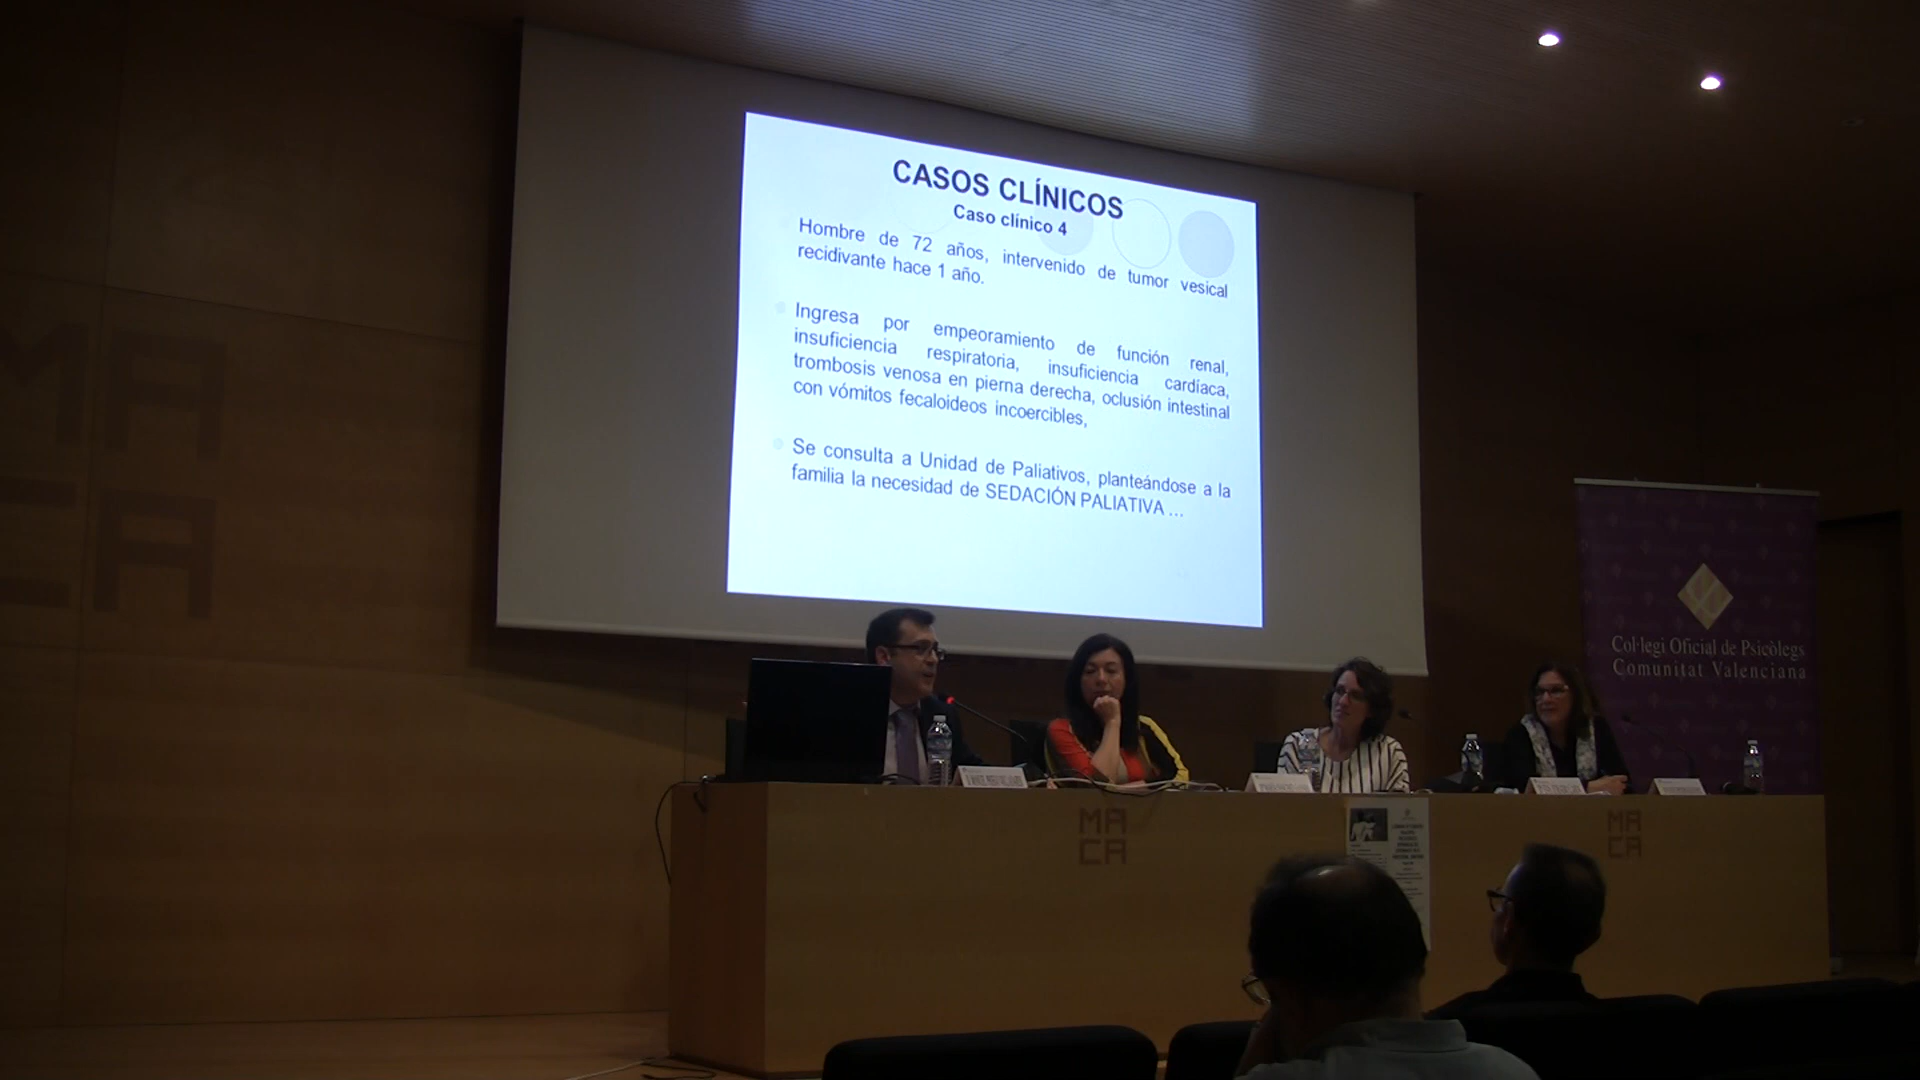 CASOS CLÍNICOS
Caso clínico 4
Hombre de 72 años, intervenido de tumor vesical
recidivante hace 1 año.
Ingresa por empeoramiento de función renal,
insuficiencia respiratoria, insuficiencia cardíaca,
trombosis venosa en pierna derecha, oclusión intestinal
con vómitos fecaloideos incoercibles,
Se consulta a Unidad de Paliativos, planteándose a la
familia la necesidad de SEDACIÓN PALIATIVA ...
Col·legi Oficial de Psicòlegs
Comunitat Valenciana
MA
CA
MA
CA
MA
CA